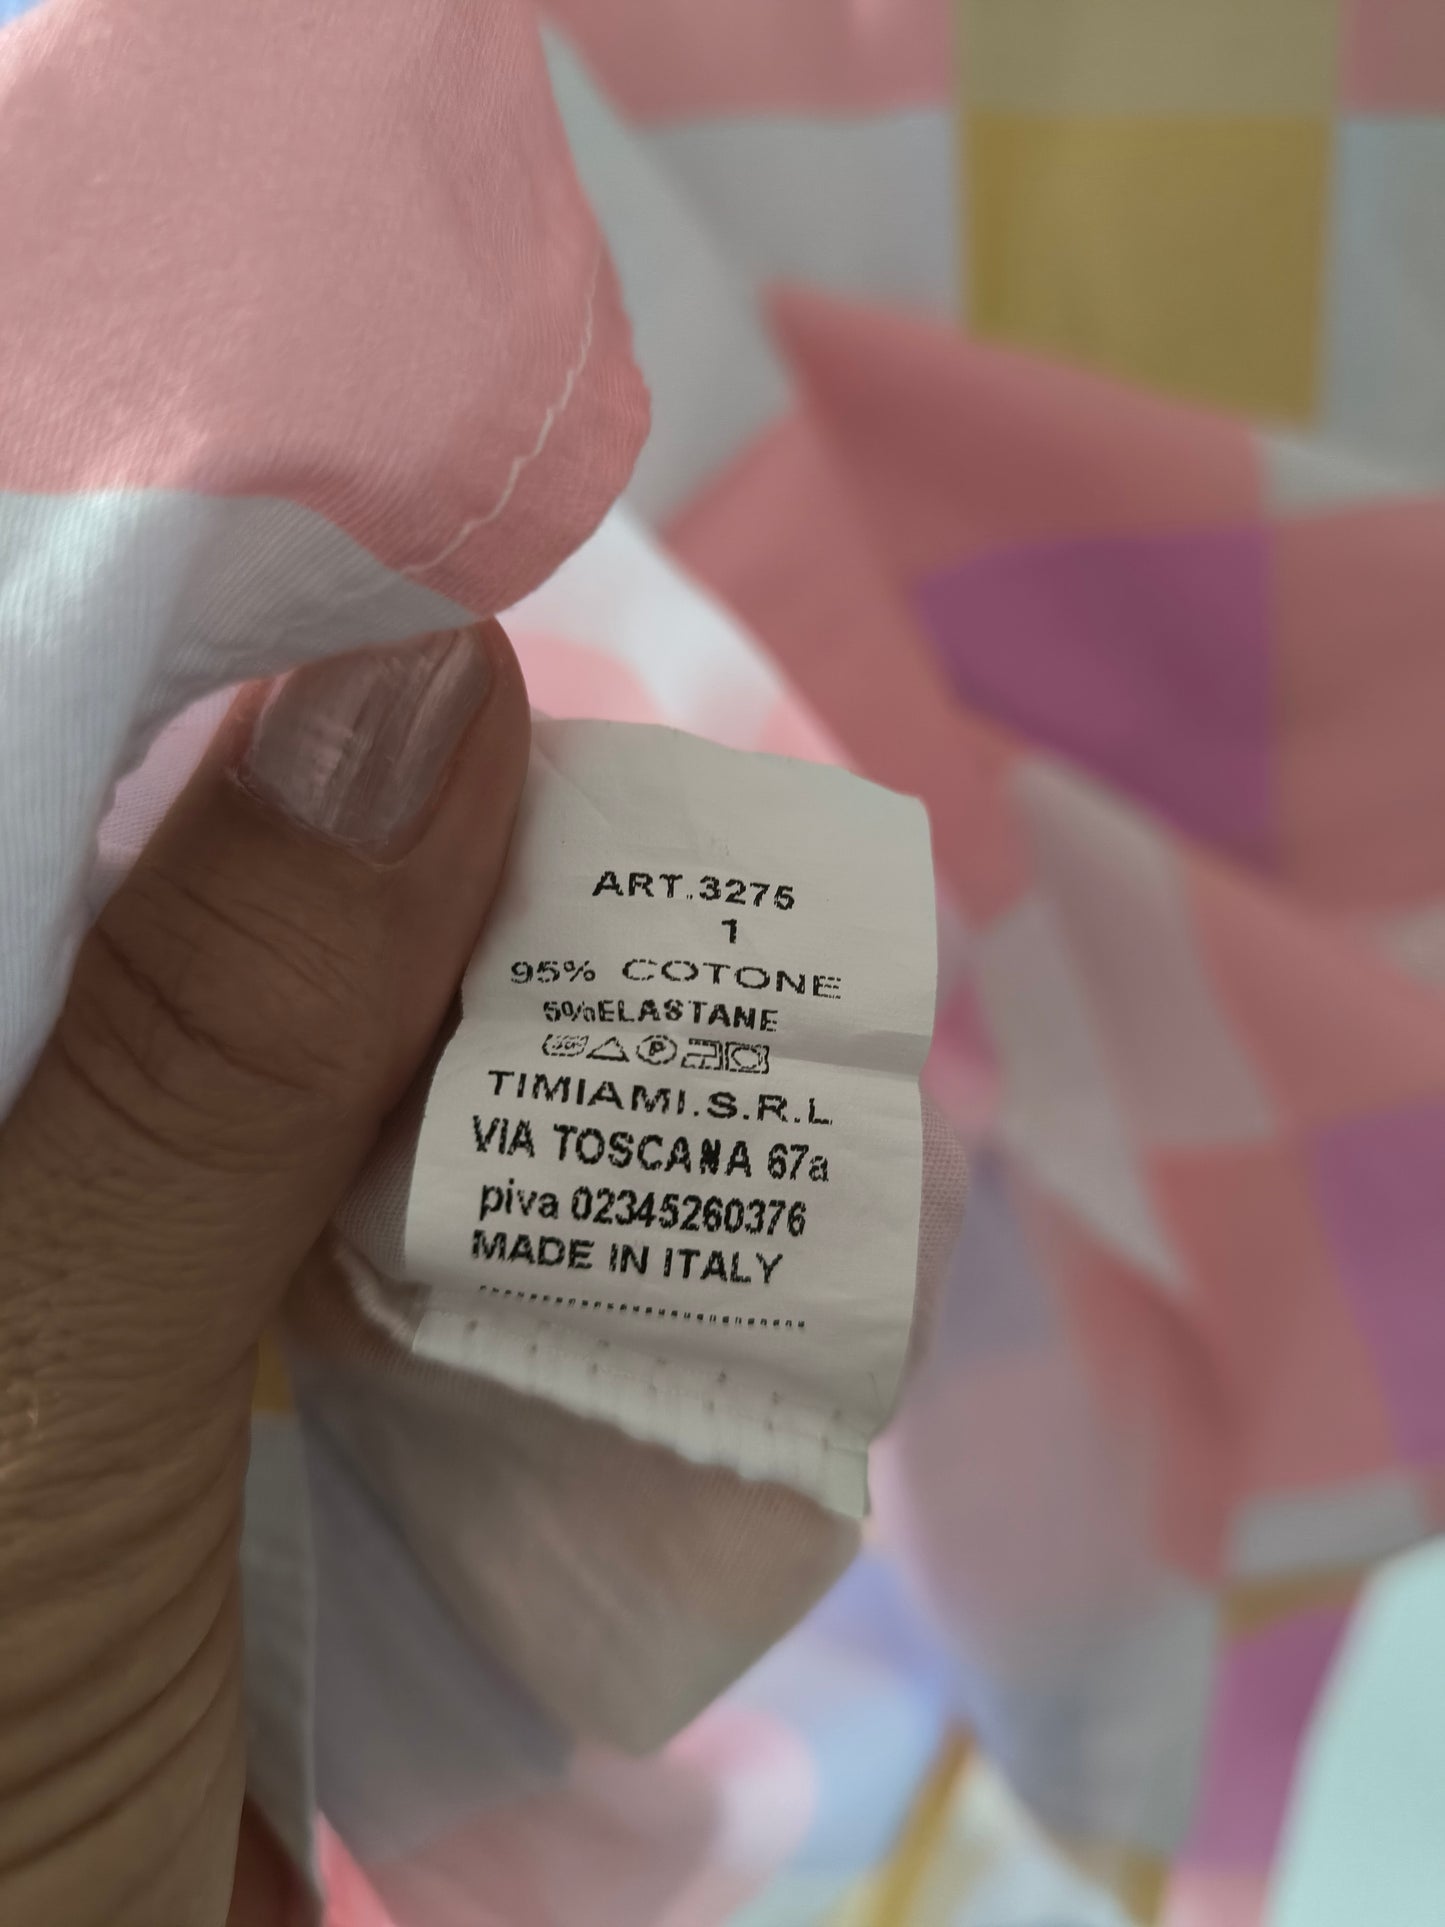 ART.3275
1
95% COTONE
5%ELASTANE
P
TIMIAMI.S.R.L
VIA TOSCANA 67a
piva 02345260376
MADE IN ITALY